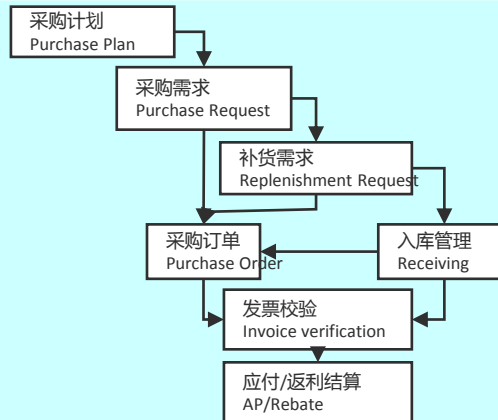 采购计划
Purchase Plan
采购需求
Purchase Request
补货需求
Replenishment Request
采购订单
Purchase Order
入库管理
Receiving
发票校验
Invoice verification
应付/返利结算
AP/Rebate